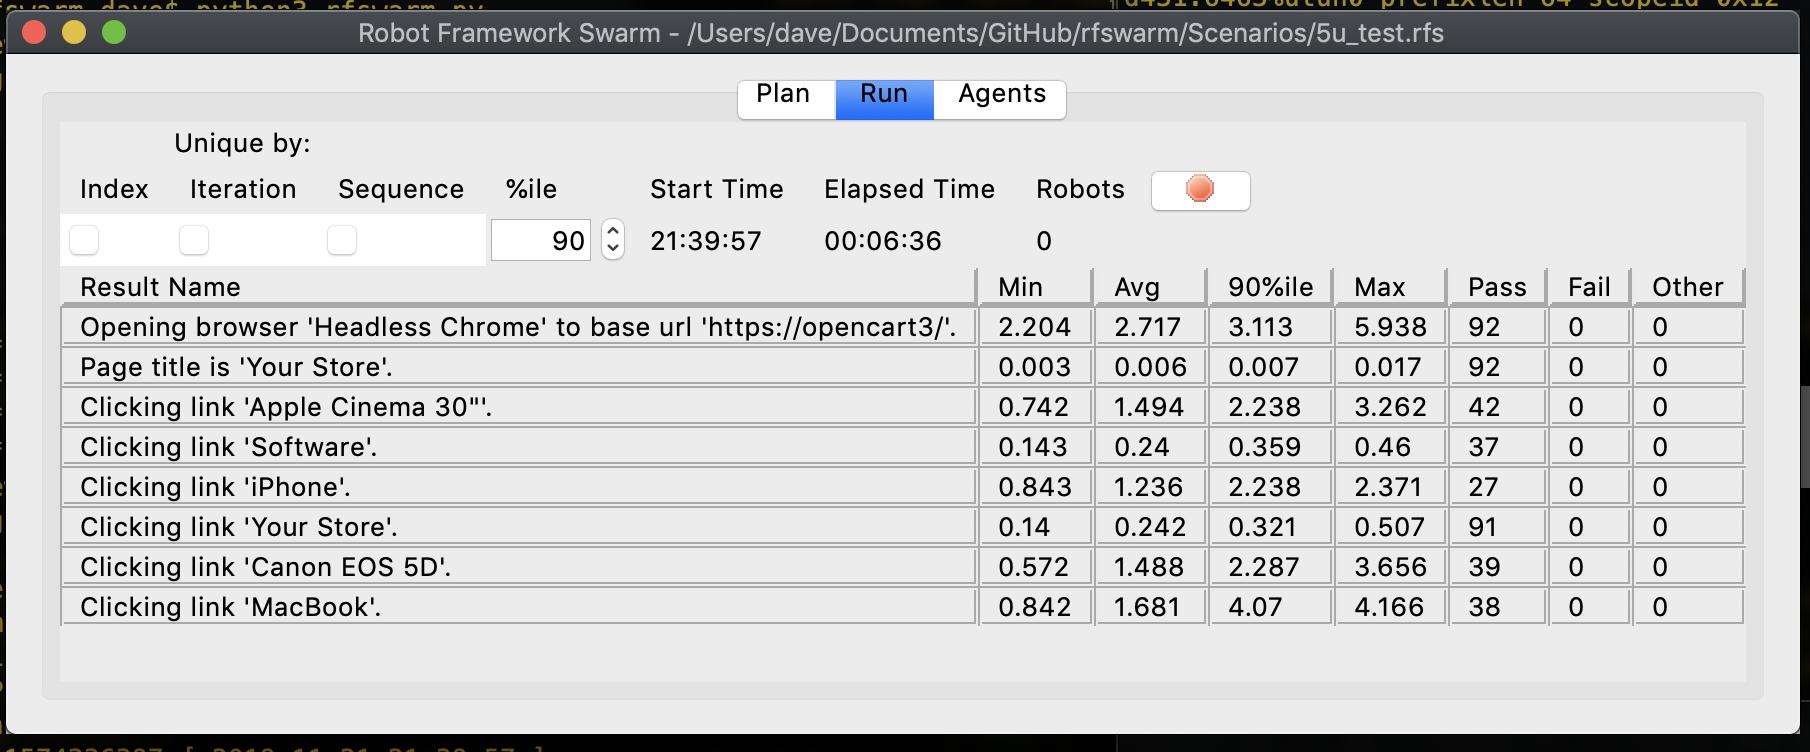 Robot Framework Swarm - /Users/dave/Documents/GitHub/rfswarm/Scenarios/5u_test.rfs
Plan Run Agents
Unique by:
Index Iteration Sequence %ile Start Time Elapsed Time Robots
90 21:39:57 00:06:36 0
Result Name Min Avg 90%ile Max Pass Fail Other
Opening browser 'Headless Chrome' to base url 'https://opencart3/'. 2.204 2.717 3.113 5.938 92 0 0
Page title is 'Your Store'. 0.003 0.006 0.007 0.017 92 0 0
Clicking link 'Apple Cinema 30"'. 0.742 1.494 2.238 3.262 42 0 0
Clicking link 'Software'. 0.143 0.24 0.359 0.46 37 0 0
Clicking link 'iPhone'. 0.843 1.236 2.238 2.371 27 0 0
Clicking link 'Your Store'. 0.14 0.242 0.321 0.507 91 0 0
Clicking link 'Canon EOS 5D'. 0.572 1.488 2.287 3.656 39 0 0
Clicking link 'MacBook'. 0.842 1.681 4.07 4.166 38 0 0